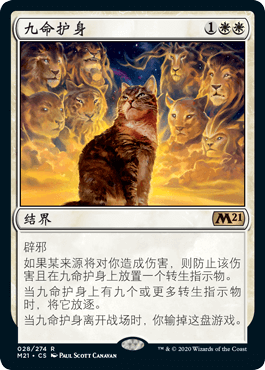 九命护身 1
结界 M21
辟邪
如果某来源将对你造成伤害，则防止该伤
害且在九命护身上放置一个转生指示物。
当九命护身上有九个或更多转生指示物
时，将它放逐。
当九命护身离开战场时，你输掉这盘游戏。
028/274 R
M21 • CS PAUL SCOTT CANAVAN
™ & © 2020 Wizards of the Coast